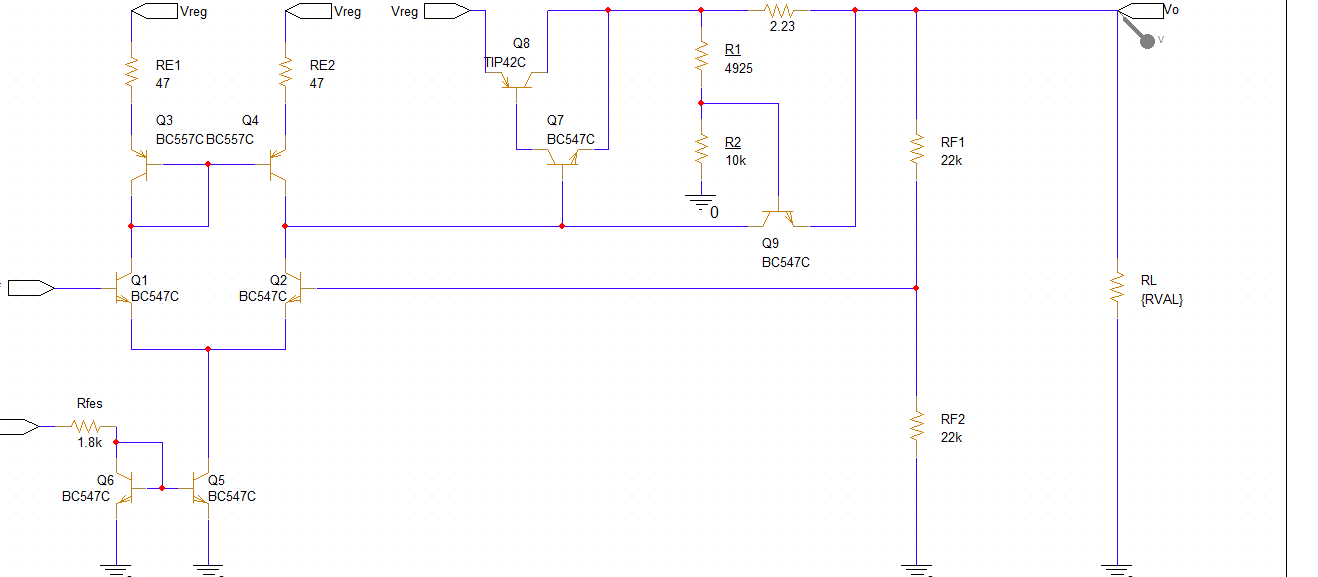 Vreg
Vreg
Vreg
Vo
V
2.23
Q8
TIP42C
RE1
47
RE2
47
R1
4925
Q3
BC557C
Q4
BC557C
Q7
BC547C
R2
10k
RF1
22k
0
Q9
BC547C
Q1
BC547C
Q2
BC547C
RL
{RVAL}
Rfes
1.8k
RF2
22k
Q6
BC547C
Q5
BC547C